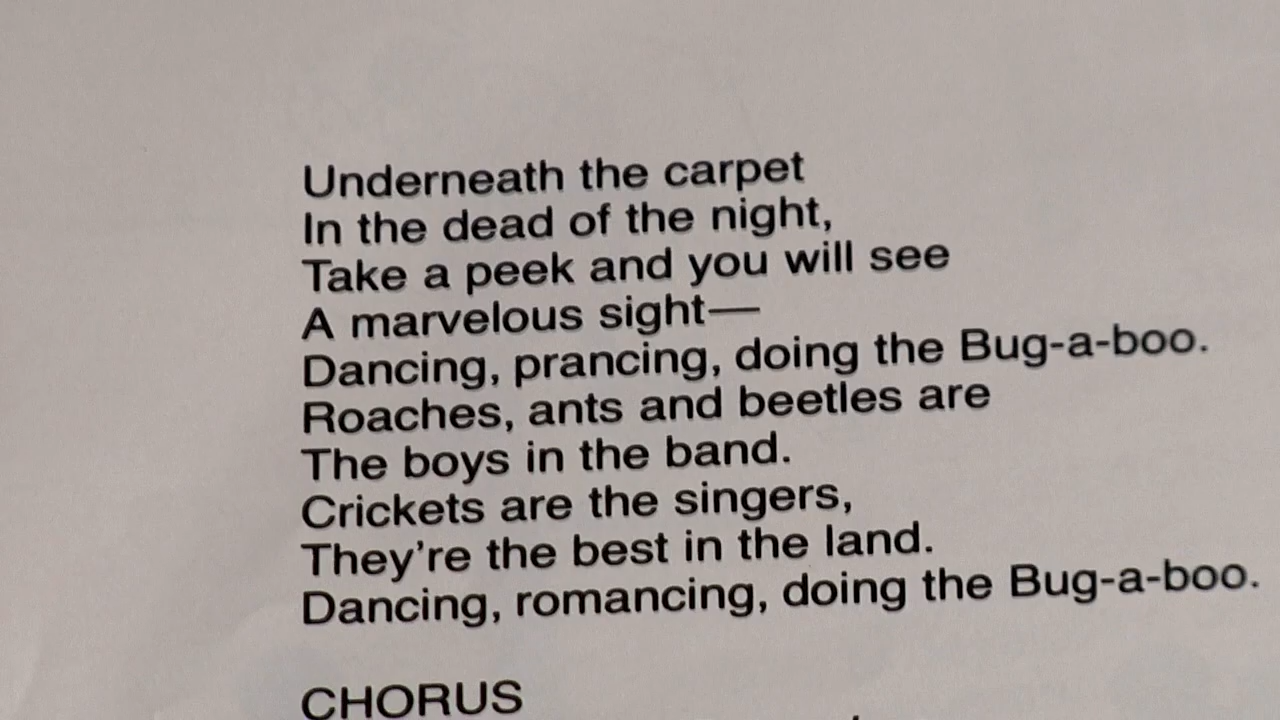 Underneath the carpet
In the dead of the night,
Take a peek and you will see
A marvelous sight—
Dancing, prancing, doing the Bug-a-boo.
Roaches, ants and beetles are
The boys in the band.
Crickets are the singers,
They're the best in the land.
Dancing, romancing, doing the Bug-a-boo.
CHORUS